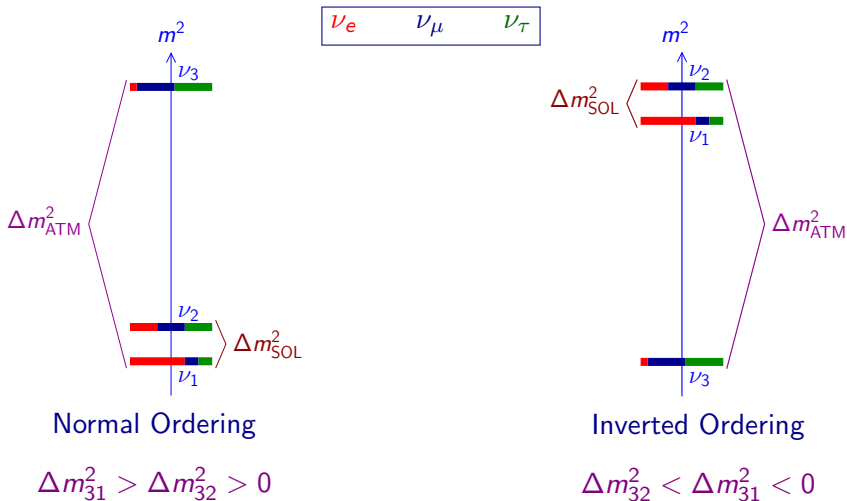 νe νμ ντ
m²
ν3
Δm²ATM
ν2
Δm²SOL
ν1
Normal Ordering
Δm²31 > Δm²32 > 0
m²
ν2
Δm²SOL
ν1
Δm²ATM
ν3
Inverted Ordering
Δm²32 < Δm²31 < 0